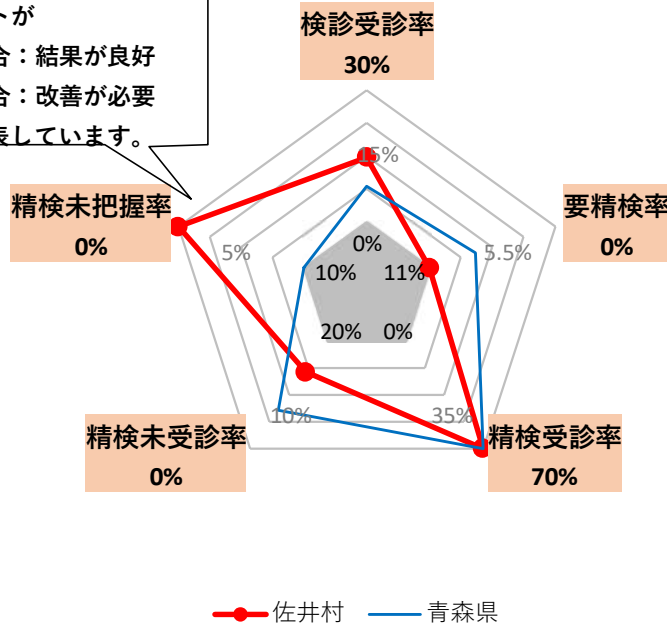 トが
合：結果が良好
合：改善が必要
表しています。
検診受診率
30%
15%
精検未把握率
0%
要精検率
0%
5%
5.5%
0%
10%
11%
20%
0%
10%
35%
精検未受診率
0%
精検受診率
70%
佐井村
青森県